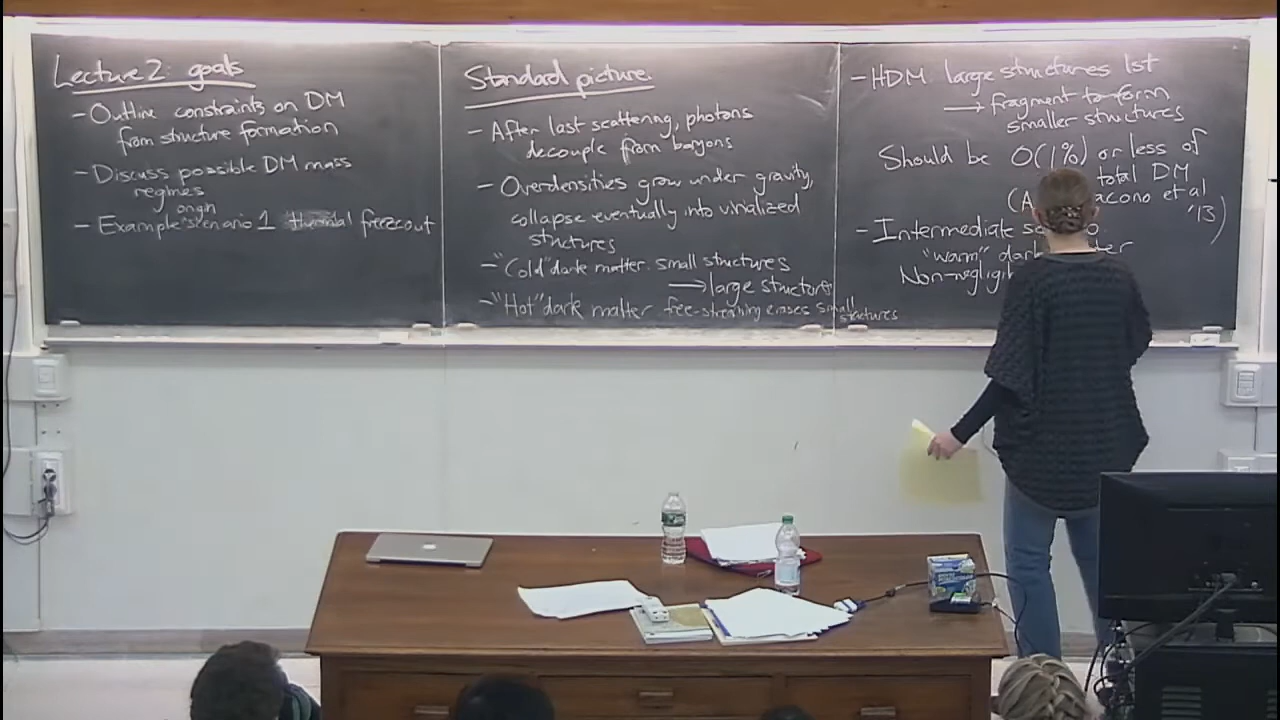 Lecture 2: goals
- Outline constraints on DM
from structure formation
- Discuss possible DM mass
regimes
origin
- Example scenario 1 thermal freezeout
Standard picture
- After last scattering, photons
decouple from baryons
- Overdensities grow under gravity,
collapse eventually into virialized
structures
- "Cold" dark matter: small structures
→ large structures
- "Hot" dark matter free-streaming erases small structures
- HDM: large structures 1st
→ fragment to form
smaller structures
Should be O(1%) or less of
total DM
et al
'13)
- Intermediate
"warm"